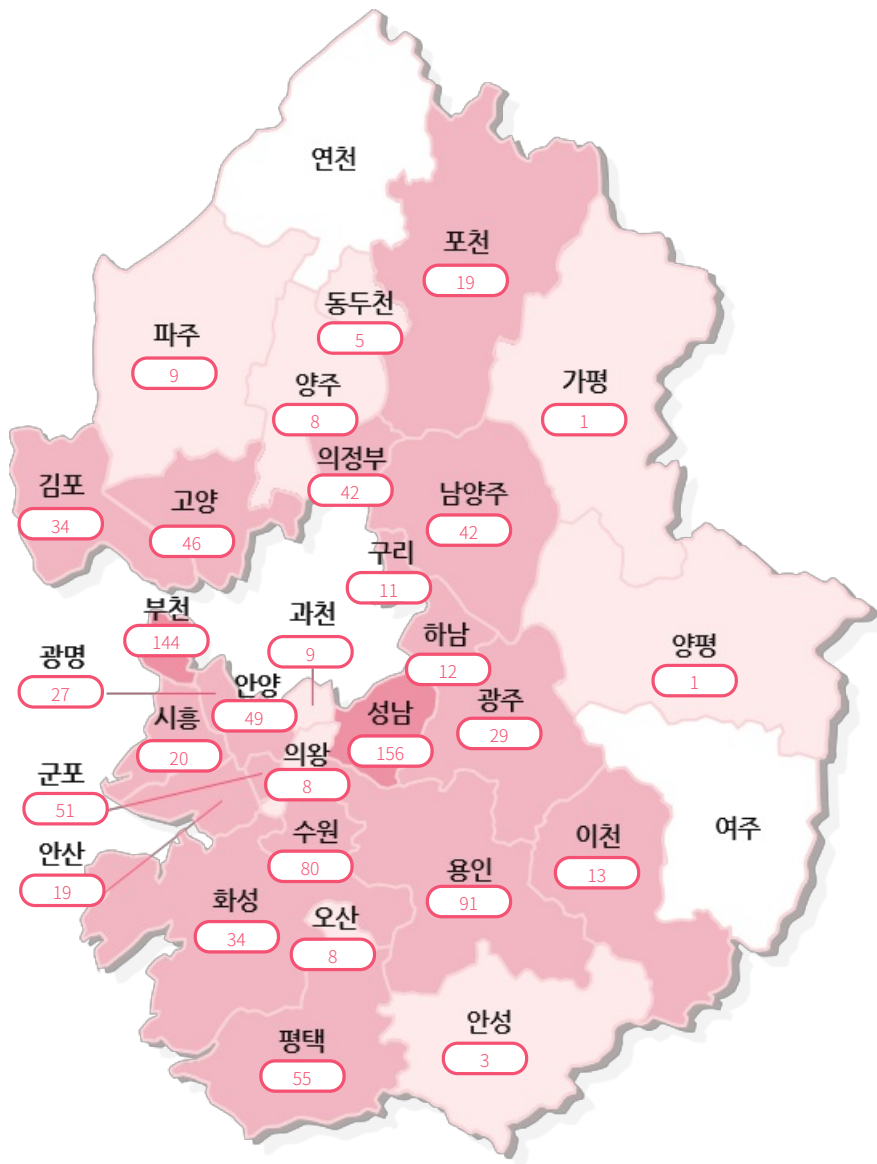 연천
포천
19
동두천
5
파주
9
양주
8
가평
1
의정부
42
김포
34
고양
46
남양주
42
구리
11
부천
144
과천
9
하남
12
양평
1
광명
27
안양
49
시흥
20
성남
156
광주
29
의왕
8
군포
51
수원
80
이천
13
여주
안산
19
용인
91
화성
34
오산
8
안성
3
평택
55